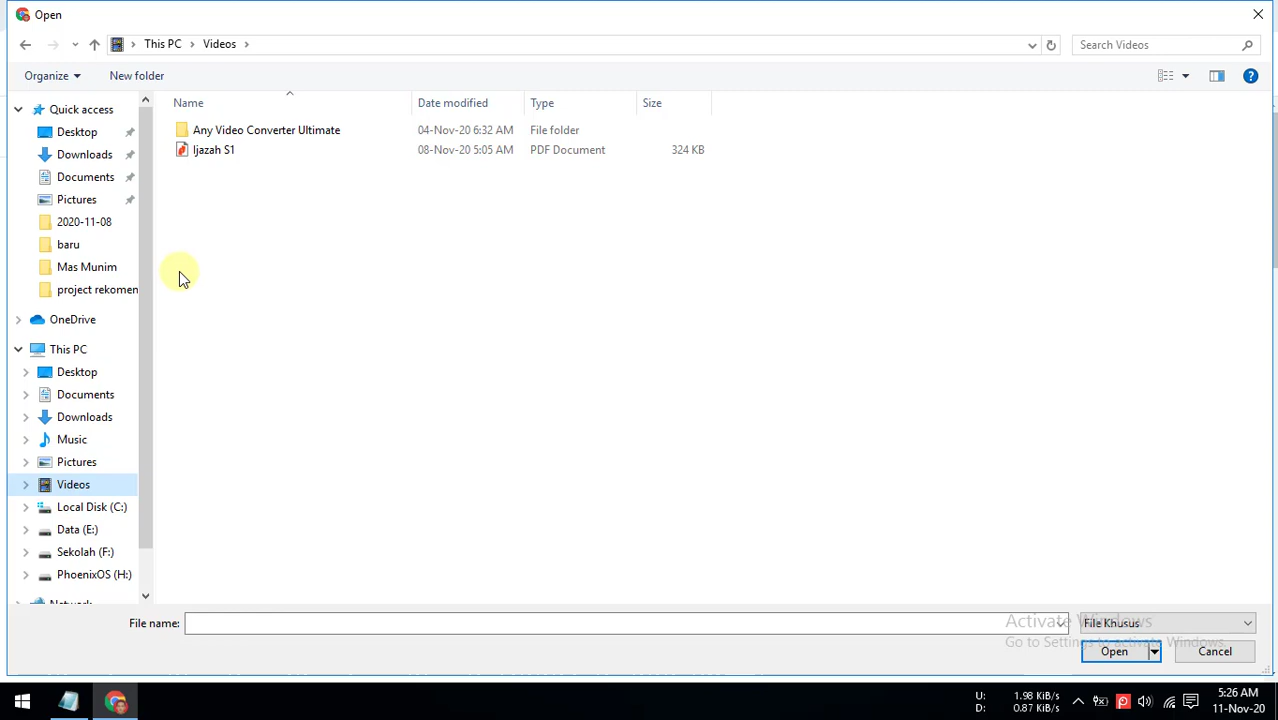 Open
This PC
Videos
Search Videos
Organize
New folder
Name
Date modified
Type
Size
Any Video Converter Ultimate
04-Nov-20 6:32 AM
File folder
Ijazah S1
08-Nov-20 5:05 AM
PDF Document
324 KB
Quick access
Desktop
Downloads
Documents
Pictures
2020-11-08
baru
Mas Munim
project rekomen
OneDrive
This PC
Desktop
Documents
Downloads
Music
Pictures
Videos
Local Disk (C:)
Data (E:)
Sekolah (F:)
PhoenixOS (H:)
Network
File name:
File Khusus
Activate Windows
Go to Settings to activate Windows.
Open
Cancel
U: 1.98 KiB/s
D: 0.87 KiB/s
5:26 AM
11-Nov-20